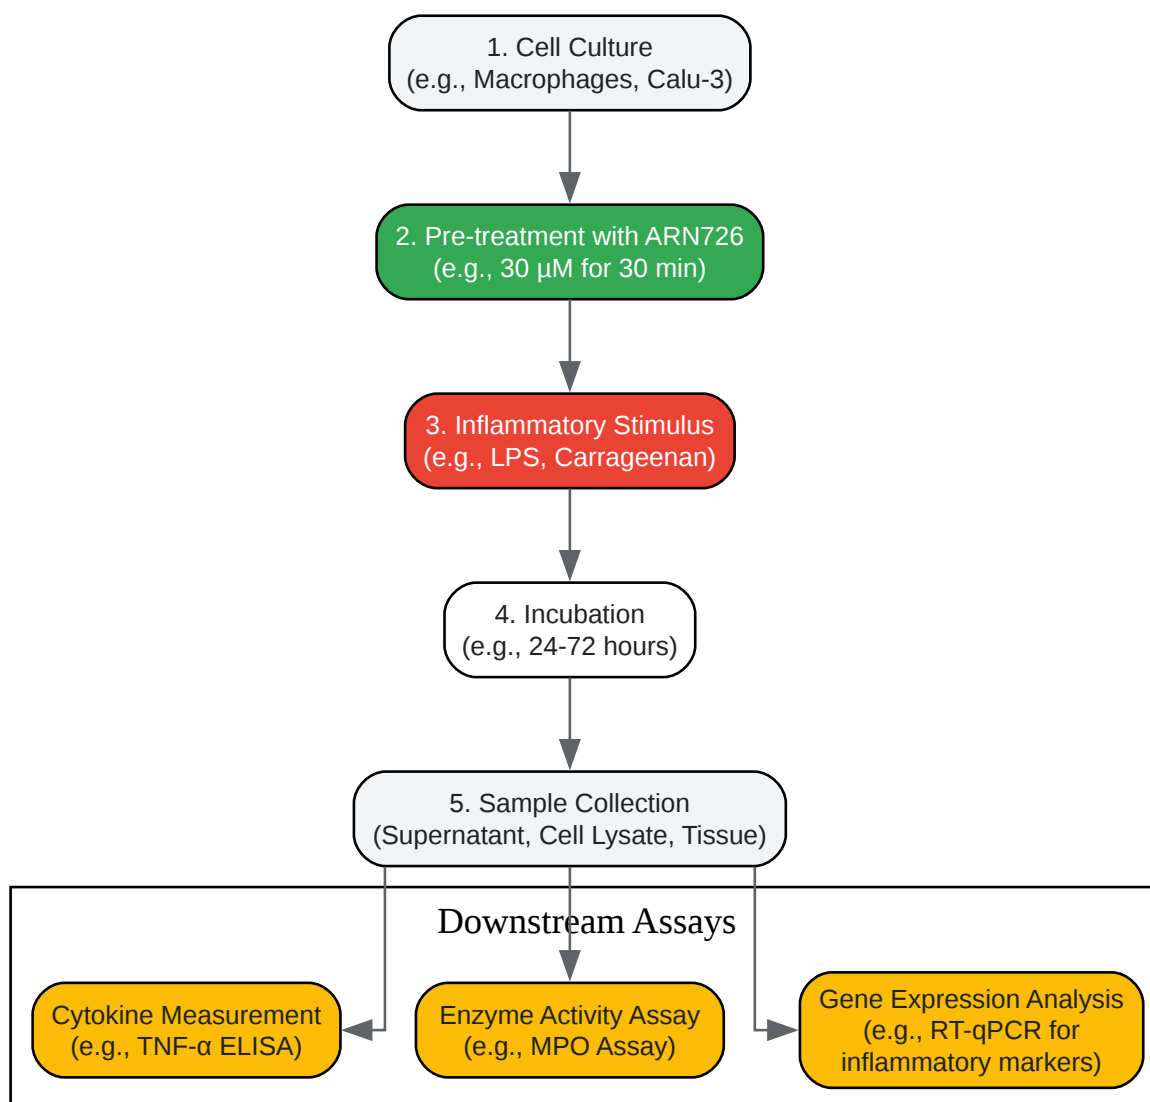 1. Cell Culture
(e.g., Macrophages, Calu-3)
2. Pre-treatment with ARN726
(e.g., 30 µM for 30 min)
3. Inflammatory Stimulus
(e.g., LPS, Carrageenan)
4. Incubation
(e.g., 24-72 hours)
5. Sample Collection
(Supernatant, Cell Lysate, Tissue)
Downstream Assays
Cytokine Measurement
(e.g., TNF-α ELISA)
Enzyme Activity Assay
(e.g., MPO Assay)
Gene Expression Analysis
(e.g., RT-qPCR for
inflammatory markers)